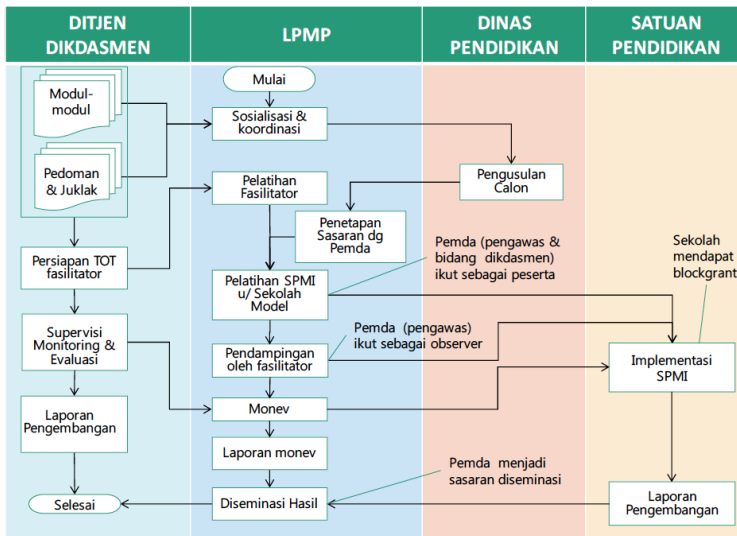 DITJEN
DIKDASMEN
LPMP
DINAS
PENDIDIKAN
SATUAN
PENDIDIKAN
Modul-
modul
Pedoman
& Juklak
Persiapan TOT
fasilitator
Supervisi
Monitoring &
Evaluasi
Laporan
Pengembangan
Selesai
Mulai
Sosialisasi &
koordinasi
Pelatihan
Fasilitator
Penetapan
Sasaran dg
Pemda
Pelatihan SPMI
u/ Sekolah
Model
Pendampingan
oleh fasilitator
Monev
Laporan monev
Diseminasi Hasil
Pengusulan
Calon
Pemda (pengawas &
bidang dikdasmen)
ikut sebagai peserta
Pemda (pengawas)
ikut sebagai observer
Pemda menjadi
sasaran diseminasi
Sekolah
mendapat
blockgrant
Implementasi
SPMI
Laporan
Pengembangan